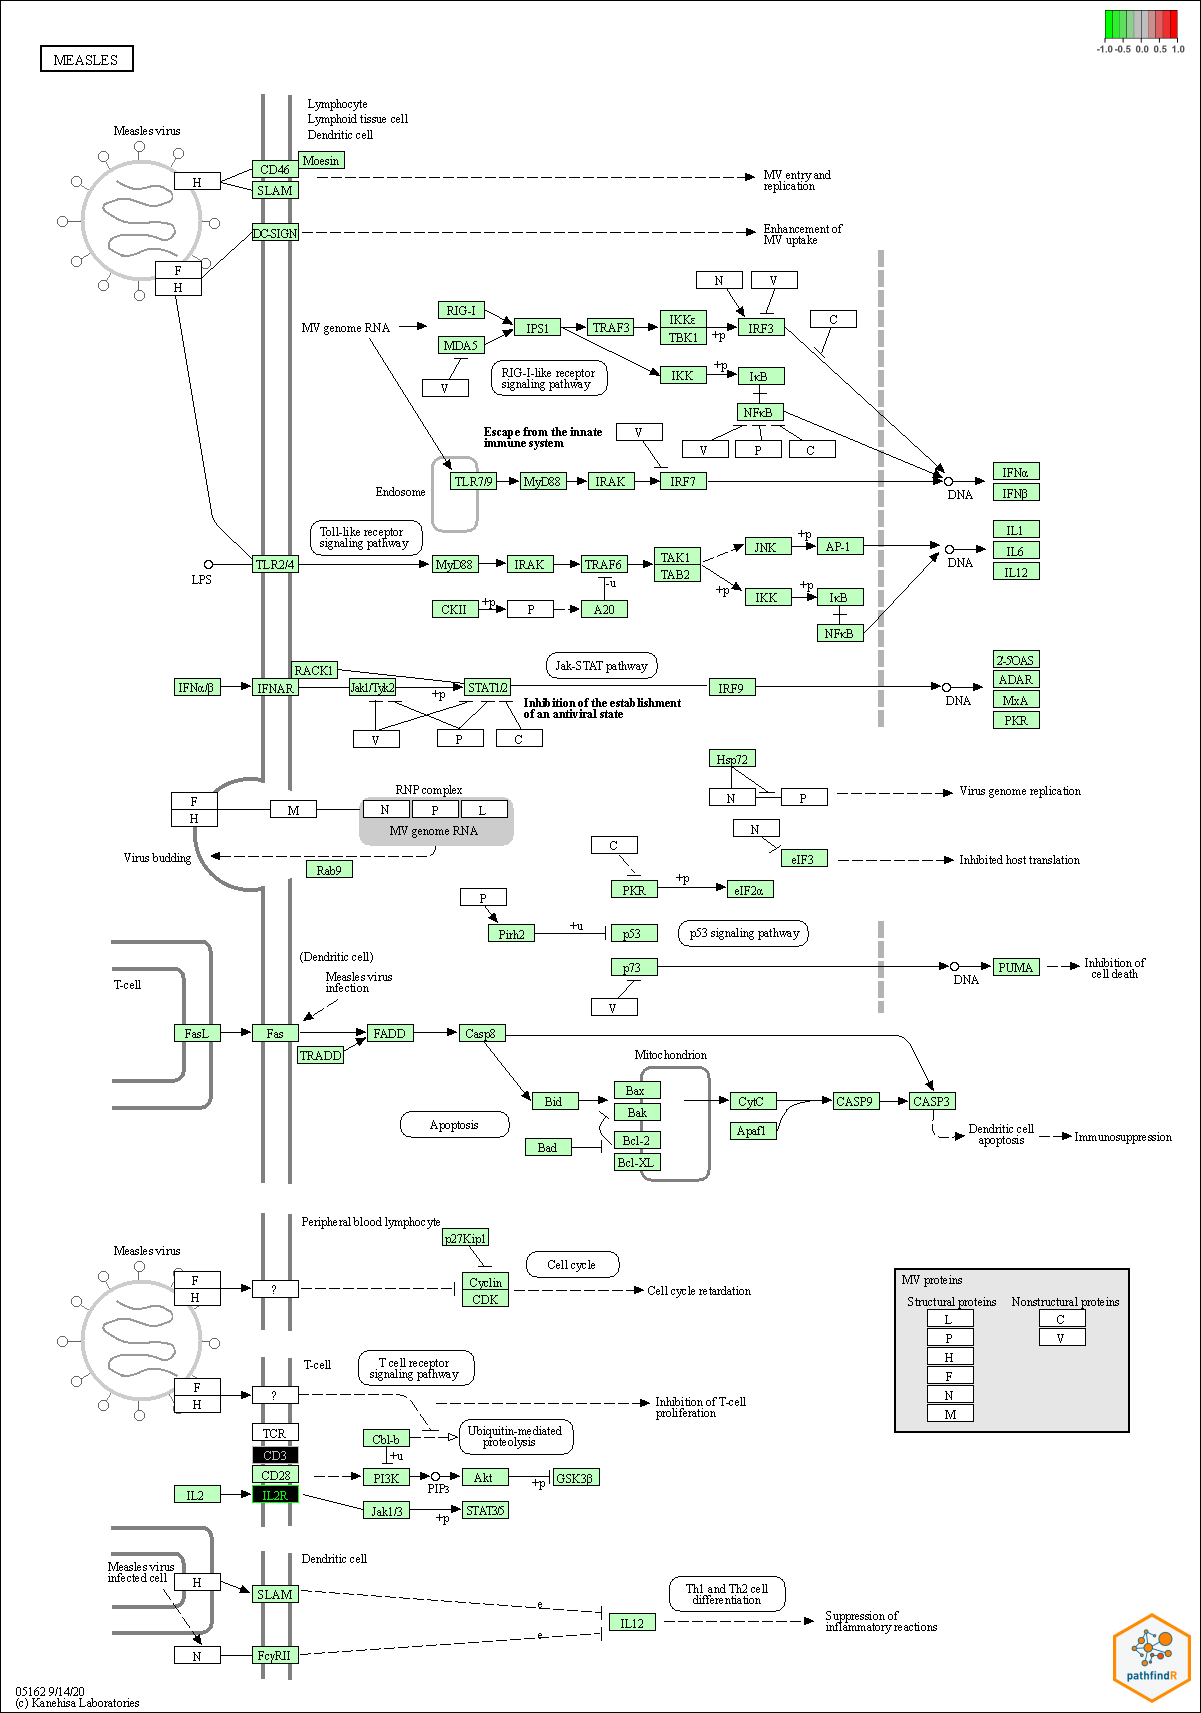 -1.0 -0.5 0.0 0.5 1.0
MEASLES
Lymphocyte
Lymphoid tissue cell
Dendritic cell
Measles virus
Moesin
CD46
H
SLAM
MV entry and
replication
DC-SIGN
Enhancement of
MV uptake
F
H
N
V
RIG-I
IKKε
C
MV genome RNA
IPS1
TRAF3
TBK1
+p
IRF3
MDA5
RIG-I-like receptor
signaling pathway
+p
V
IKK
IκB
NFκB
Escape from the innate
immune system
V
V
P
C
Endosome
TLR7/9
MyD88
IRAK
IRF7
DNA
IFNα
IFNβ
Toll-like receptor
signaling pathway
IL1
IL6
IL12
+p
JNK
AP-1
DNA
LPS
TLR2/4
MyD88
IRAK
TRAF6
TAK1
TAB2
-u
+p
+p
IKK
IκB
CKII
+p
P
A20
NFκB
RACK1
Jak-STAT pathway
2-5OAS
ADAR
MxA
PKR
IFNα/β
IFNAR
Jak1/Tyk2
+p
STAT1/2
IRF9
DNA
Inhibition of the establishment
of an antiviral state
V
P
C
Hsp72
N
P
Virus genome replication
RNP complex
F
H
M
N
P
L
MV genome RNA
N
C
Virus budding
Rab9
eIF3
Inhibited host translation
PKR
+p
eIF2α
P
Pirh2
+u
p53
p53 signaling pathway
(Dendritic cell)
p73
DNA
PUMA
Inhibition of
cell death
T-cell
Measles virus
infection
V
FasL
Fas
FADD
Casp8
TRADD
Mitochondrion
Bax
Bid
Bak
CytC
CASP9
CASP3
Apoptosis
Bad
Bcl-2
Apaf1
Bcl-XL
Dendritic cell
apoptosis
Immunosuppression
Peripheral blood lymphocyte
p27Kip1
Measles virus
Cell cycle
F
H
?
Cyclin
CDK
Cell cycle retardation
MV proteins
Structural proteins
Nonstructural proteins
L
C
P
V
H
F
N
M
T-cell
T cell receptor
signaling pathway
F
H
?
Inhibition of T-cell
proliferation
TCR
Cbl-b
Ubiquitin-mediated
proteolysis
CD3
+u
CD28
PI3K
PIP3
Akt
+p
GSK3β
IL2
IL2R
Jak1/3
+p
STAT3/5
Dendritic cell
Measles virus
infected cell
H
SLAM
e
Th1 and Th2 cell
differentiation
IL12
Suppression of
inflammatory reactions
e
N
FcγRII
05162 9/14/20
(c) Kanehisa Laboratories
pathfindR